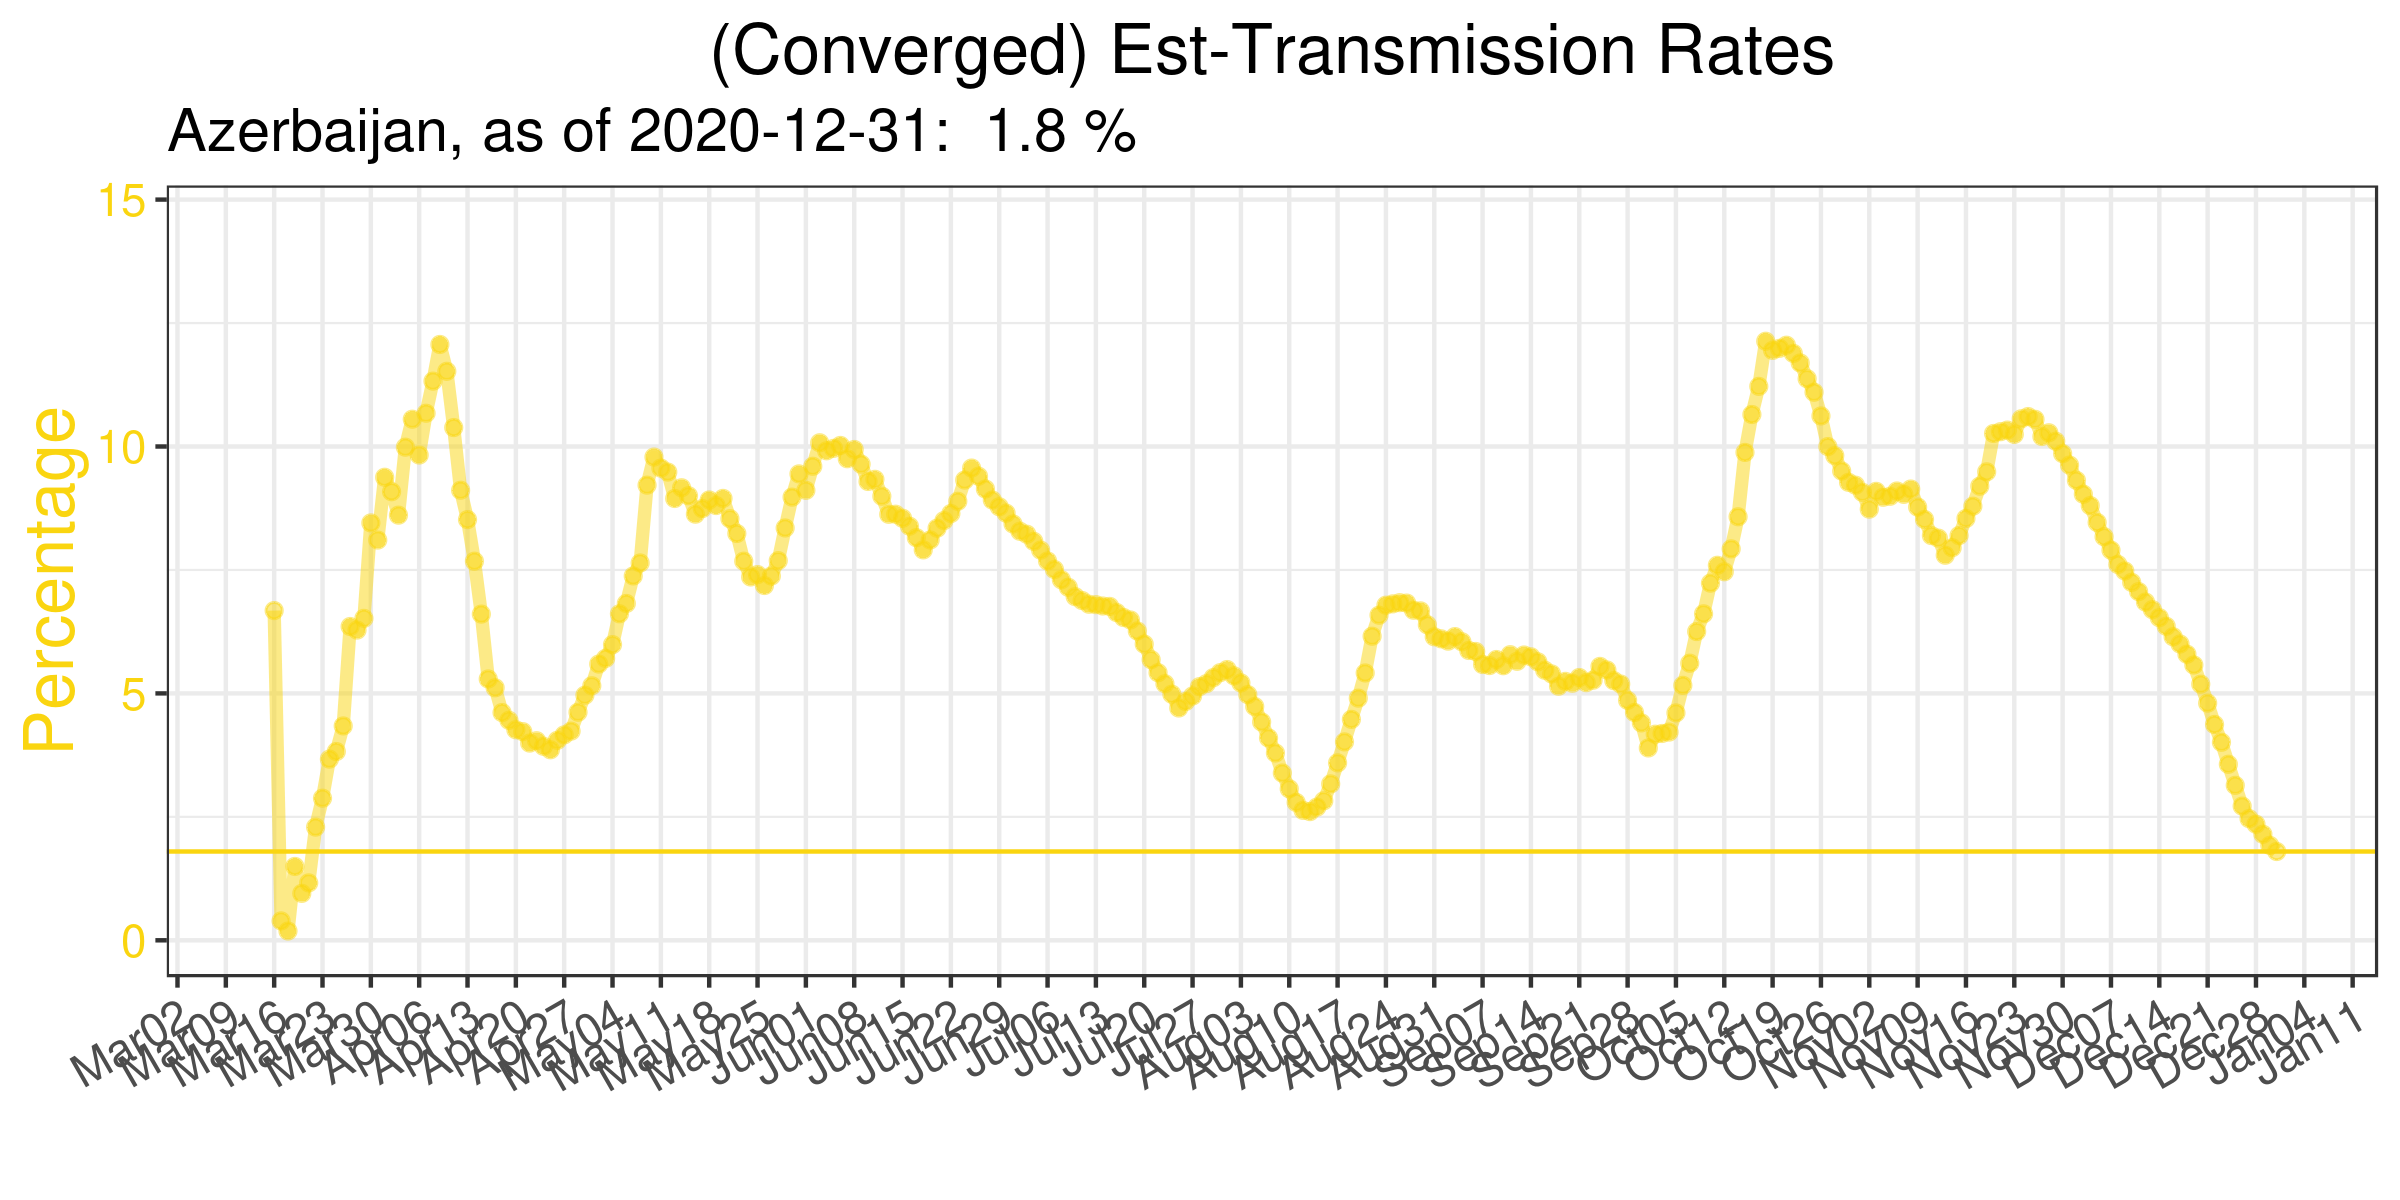 (Converged) Est-Transmission Rates
Azerbaijan, as of 2020-12-31:  1.8 %
Percentage
15
10
5
0
Mar02
Mar09
Mar16
Mar23
Mar30
Apr06
Apr13
Apr20
Apr27
May04
May11
May18
May25
Jun01
Jun08
Jun15
Jun22
Jun29
Jul06
Jul13
Jul20
Jul27
Aug03
Aug10
Aug17
Aug24
Aug31
Sep07
Sep14
Sep21
Sep28
Oct05
Oct12
Oct19
Oct26
Nov02
Nov09
Nov16
Nov23
Nov30
Dec07
Dec14
Dec21
Dec28
Jan04
Jan11